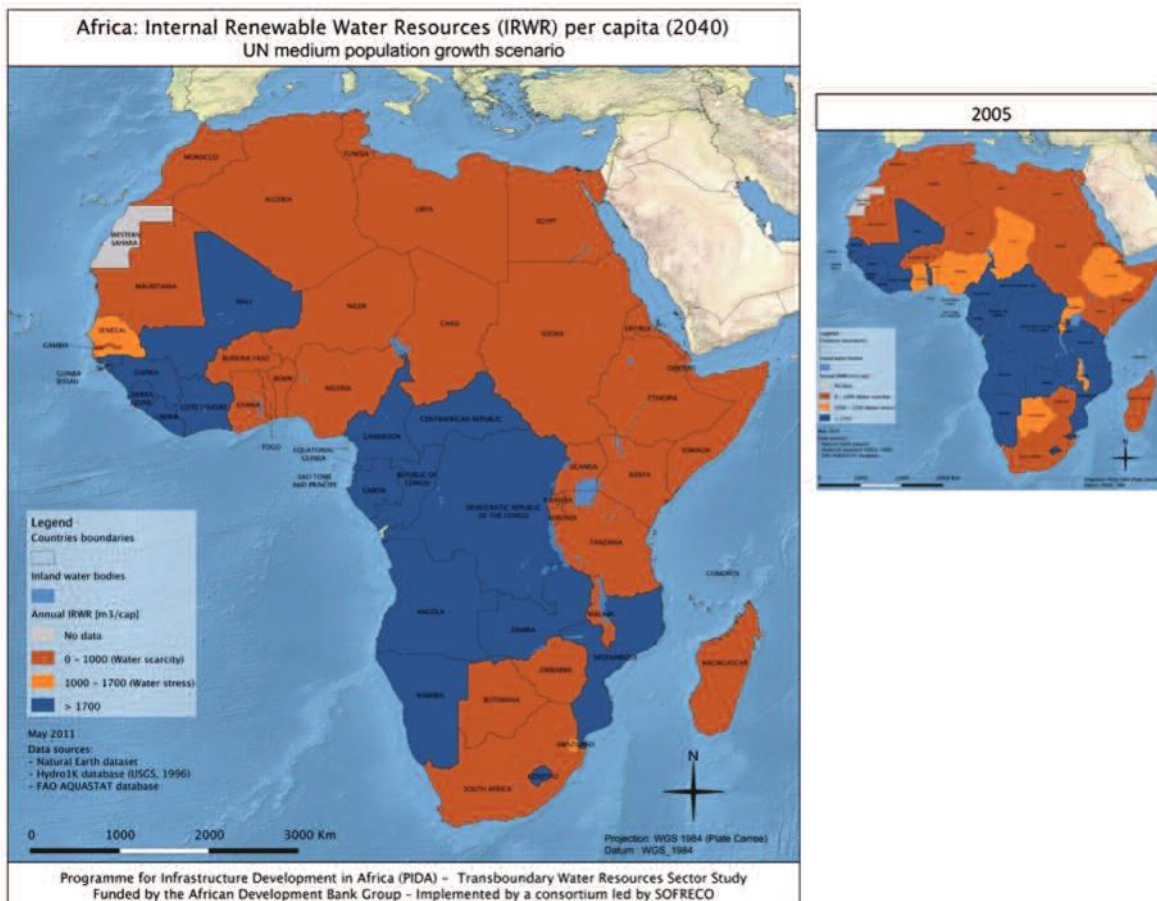 Africa: Internal Renewable Water Resources (IRWR) per capita (2040)
UN medium population growth scenario
MOROCCO
TUNISIA
ALGERIA
LIBYA
EGYPT
WESTERN
SAHARA
MAURITANIA
MALI
NIGER
CHAD
SUDAN
ERITREA
SENEGAL
GAMBIA
GUINEA
BISSAU
GUINEA
SIERRA
LIBERIA
BURKINA FASO
BENIN
GHANA
NIGERIA
TOGO
DJIBOUTI
ETHIOPIA
SOMALIA
CENTRAFRICAN REPUBLIC
CAMEROON
EQUATORIAL
GUINEA
SAO TOME
AND PRINCIPE
GABON
REPUBLIC OF
CONGO
DEMOCRATIC REPUBLIC
OF THE CONGO
UGANDA
KENYA
RWANDA
BURUNDI
TANZANIA
COMOROS
ANGOLA
ZAMBIA
MALAWI
MOZAMBIQUE
MADAGASCAR
ZIMBABWE
NAMIBIA
BOTSWANA
SWAZILAND
LESOTHO
SOUTH AFRICA
Legend
Countries boundaries
Inland water bodies
Annual IRWR [m3/cap]
No data
0 - 1000 (Water scarcity)
1000 - 1700 (Water stress)
> 1700
May 2011
Data sources:
- Natural Earth dataset
- Hydro1K database (USGS, 1996)
- FAO AQUASTAT database
0 1000 2000 3000 Km
N
Projection: WGS 1984 (Plate Carree)
Datum : WGS_1984
Programme for Infrastructure Development in Africa (PIDA) - Transboundary Water Resources Sector Study
Funded by the African Development Bank Group - Implemented by a consortium led by SOFRECO
2005
N